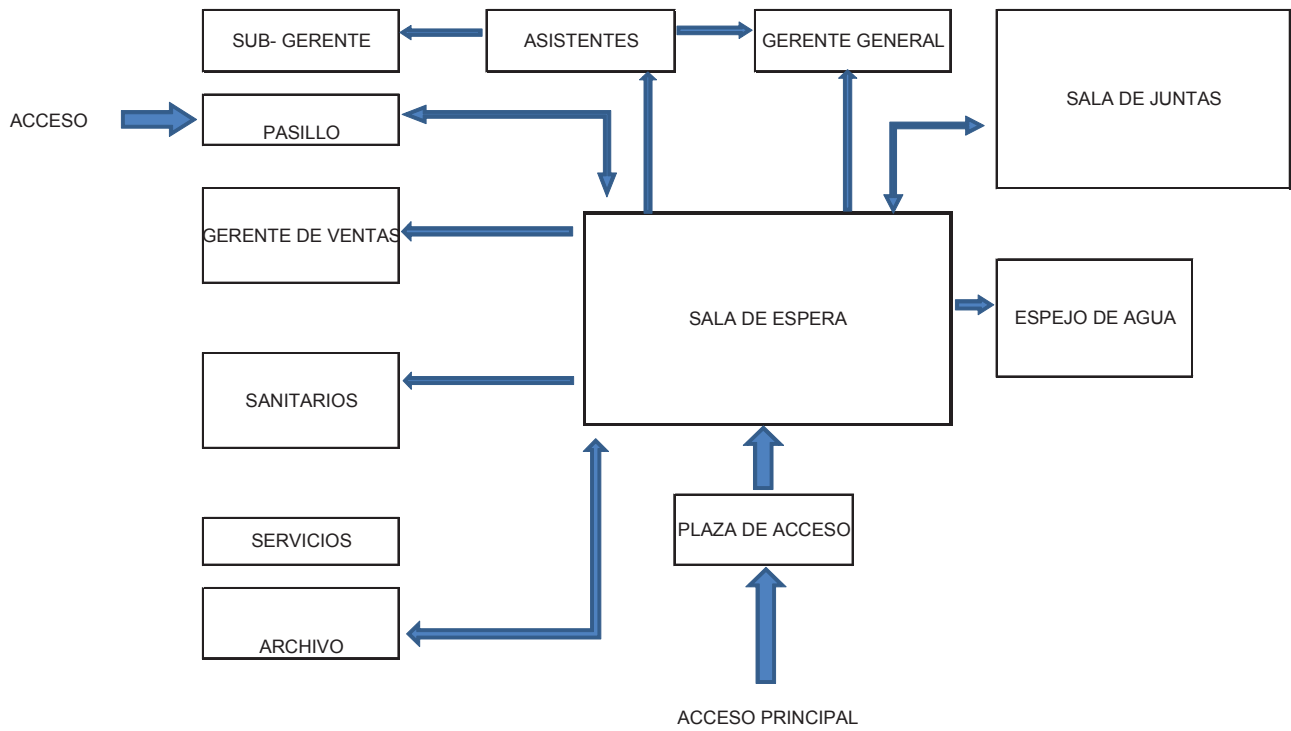 SUB- GERENTE
ASISTENTES
GERENTE GENERAL
SALA DE JUNTAS
ACCESO
PASILLO
GERENTE DE VENTAS
SALA DE ESPERA
ESPEJO DE AGUA
SANITARIOS
SERVICIOS
PLAZA DE ACCESO
ARCHIVO
ACCESO PRINCIPAL